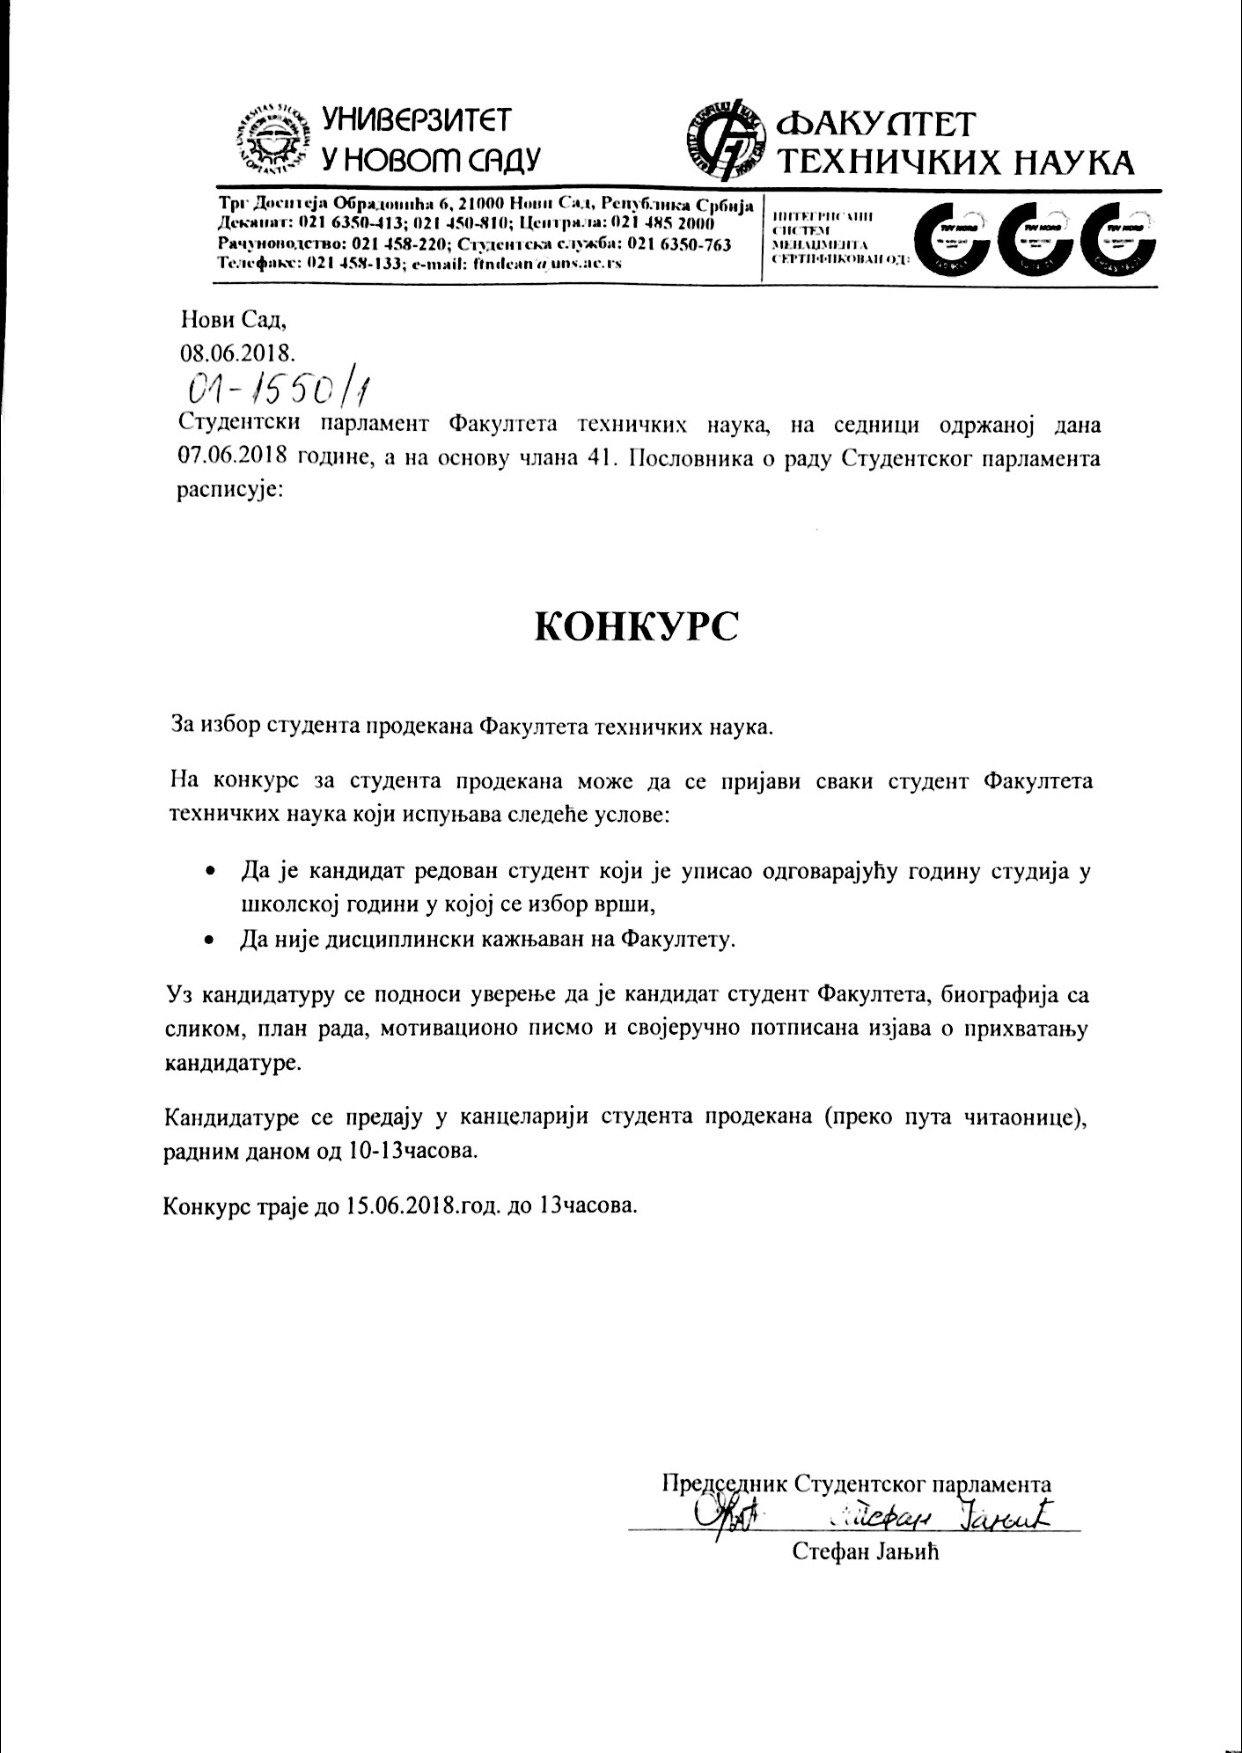 УНИВЕРЗИТЕТ
У НОВОМ САДУ
ФАКУЛТЕТ
ТЕХНИЧКИХ НАУКА
Трг Доситеја Обрадовића 6, 21000 Нови Сад, Република Србија
Деканат: 021 6350-413; 021 450-810; Централа: 021 485 2000
Рачуноводство: 021 458-220; Студентска служба: 021 6350-763
Телефакс: 021 458-133; e-mail: ftndean@uns.ac.rs
ИНТЕГРИСАНИ
СИСТЕМ
МЕНАЏМЕНТА
СЕРТИФИКОВАН ОД:
Нови Сад,
08.06.2018.
01-1550/1
Студентски парламент Факултета техничких наука, на седници одржаној дана
07.06.2018 године, а на основу члана 41. Пословника о раду Студентског парламента
расписује:
КОНКУРС
За избор студента продекана Факултета техничких наука.
На конкурс за студента продекана може да се пријави сваки студент Факултета
техничких наука који испуњава следеће услове:
• Да је кандидат редован студент који је уписао одговарајућу годину студија у
школској години у којој се избор врши,
• Да није дисциплински кажњаван на Факултету.
Уз кандидатуру се подноси уверење да је кандидат студент Факултета, биографија са
сликом, план рада, мотивационо писмо и својеручно потписана изјава о прихватању
кандидатуре.
Кандидатуре се предају у канцеларији студента продекана (преко пута читаонице),
радним даном од 10-13часова.
Конкурс траје до 15.06.2018.год. до 13часова.
Председник Студентског парламента
Стефан Јањић
Стефан Јањић